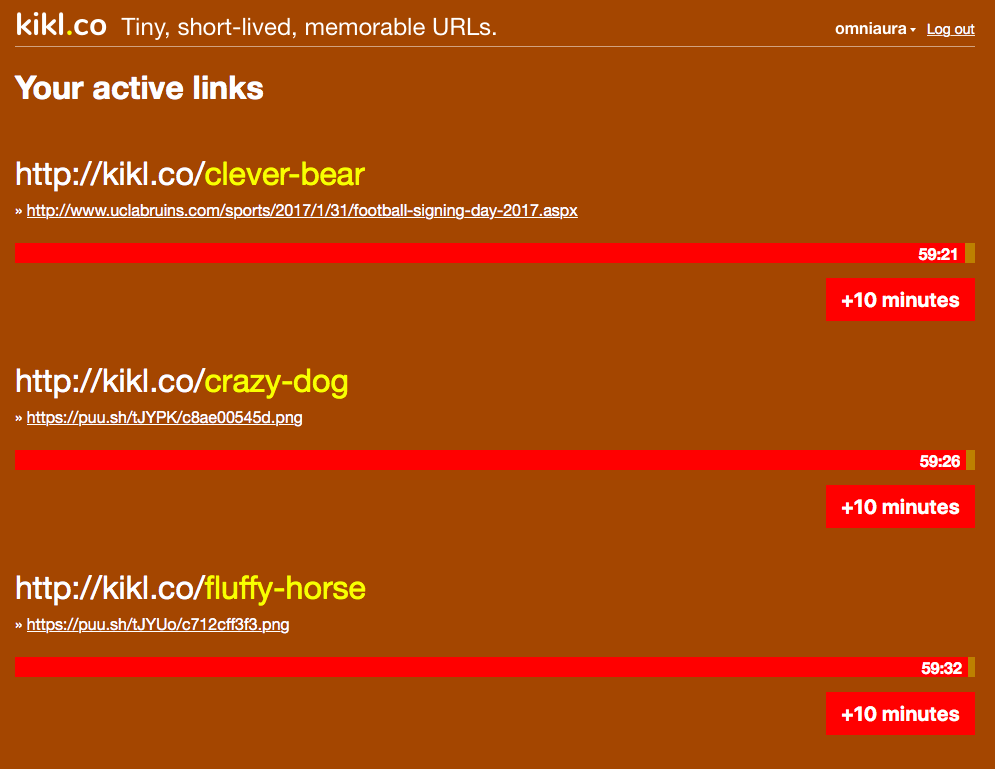 kikl.co Tiny, short-lived, memorable URLs. omniaura Log out
Your active links
http://kikl.co/clever-bear
» http://www.uclabruins.com/sports/2017/1/31/football-signing-day-2017.aspx
59:21
+10 minutes
http://kikl.co/crazy-dog
» https://puu.sh/tJYPK/c8ae00545d.png
59:26
+10 minutes
http://kikl.co/fluffy-horse
» https://puu.sh/tJYUo/c712cff3f3.png
59:32
+10 minutes